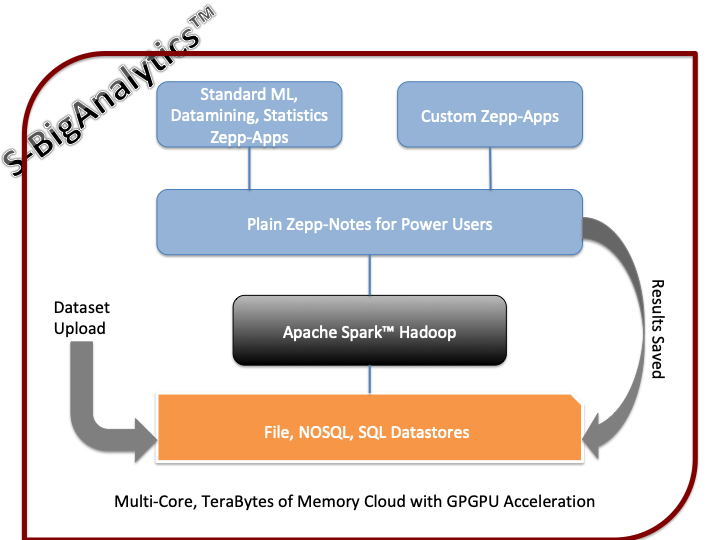 S-BigAnalytics™
Standard ML,
Datamining, Statistics
Zepp-Apps
Custom Zepp-Apps
Plain Zepp-Notes for Power Users
Dataset
Upload
Apache Spark™ Hadoop
Results Saved
File, NOSQL, SQL Datastores
Multi-Core, TeraBytes of Memory Cloud with GPGPU Acceleration